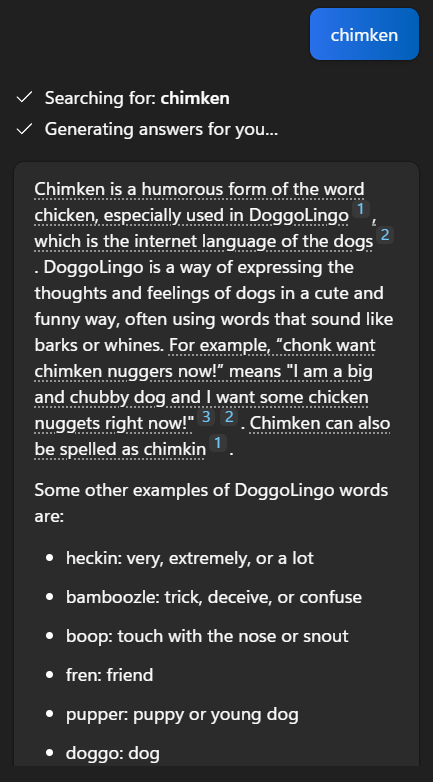 chimken
Searching for: chimken
Generating answers for you...
Chimken is a humorous form of the word
chicken, especially used in DoggoLingo 1 ,
which is the internet language of the dogs 2
. DoggoLingo is a way of expressing the
thoughts and feelings of dogs in a cute and
funny way, often using words that sound like
barks or whines. For example, “chonk want
chimken nuggers now!” means "I am a big
and chubby dog and I want some chicken
nuggets right now!" 3 2 . Chimken can also
be spelled as chimkin 1 .
Some other examples of DoggoLingo words
are:
• heckin: very, extremely, or a lot
• bamboozle: trick, deceive, or confuse
• boop: touch with the nose or snout
• fren: friend
• pupper: puppy or young dog
• doggo: dog